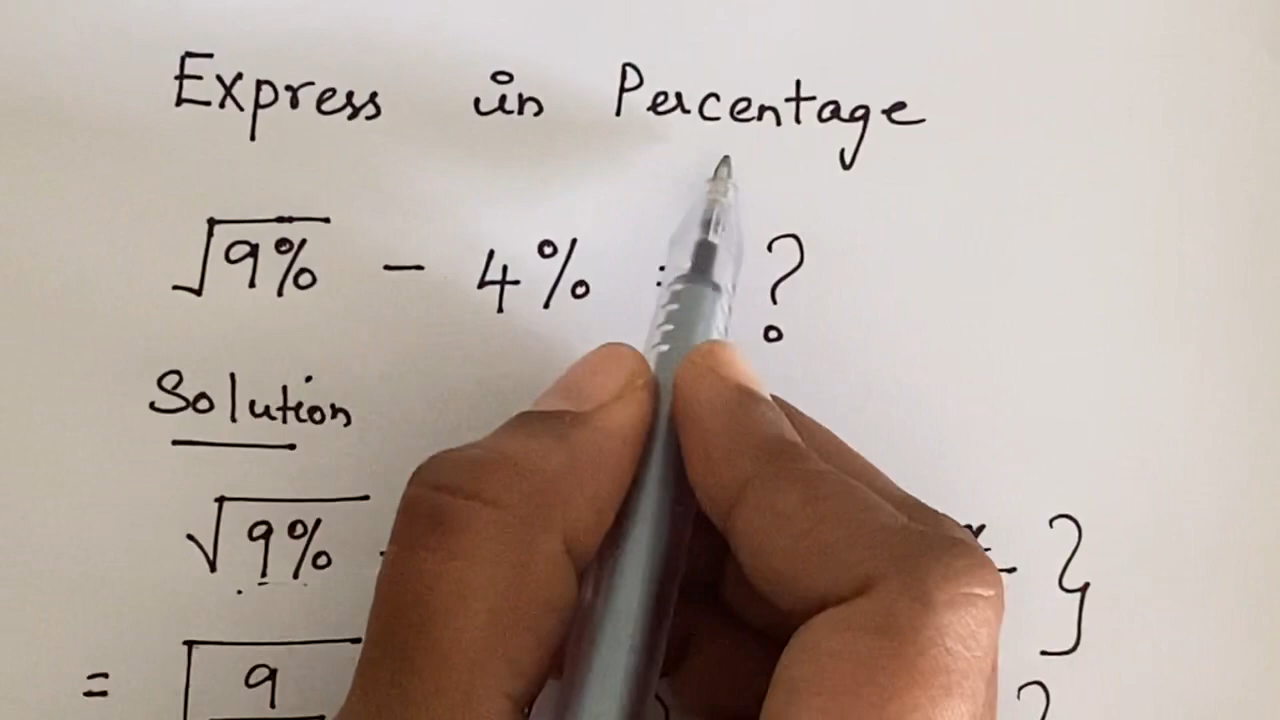 Express in Percentage
√9% - 4% : ?
Solution
√9% }
= √9